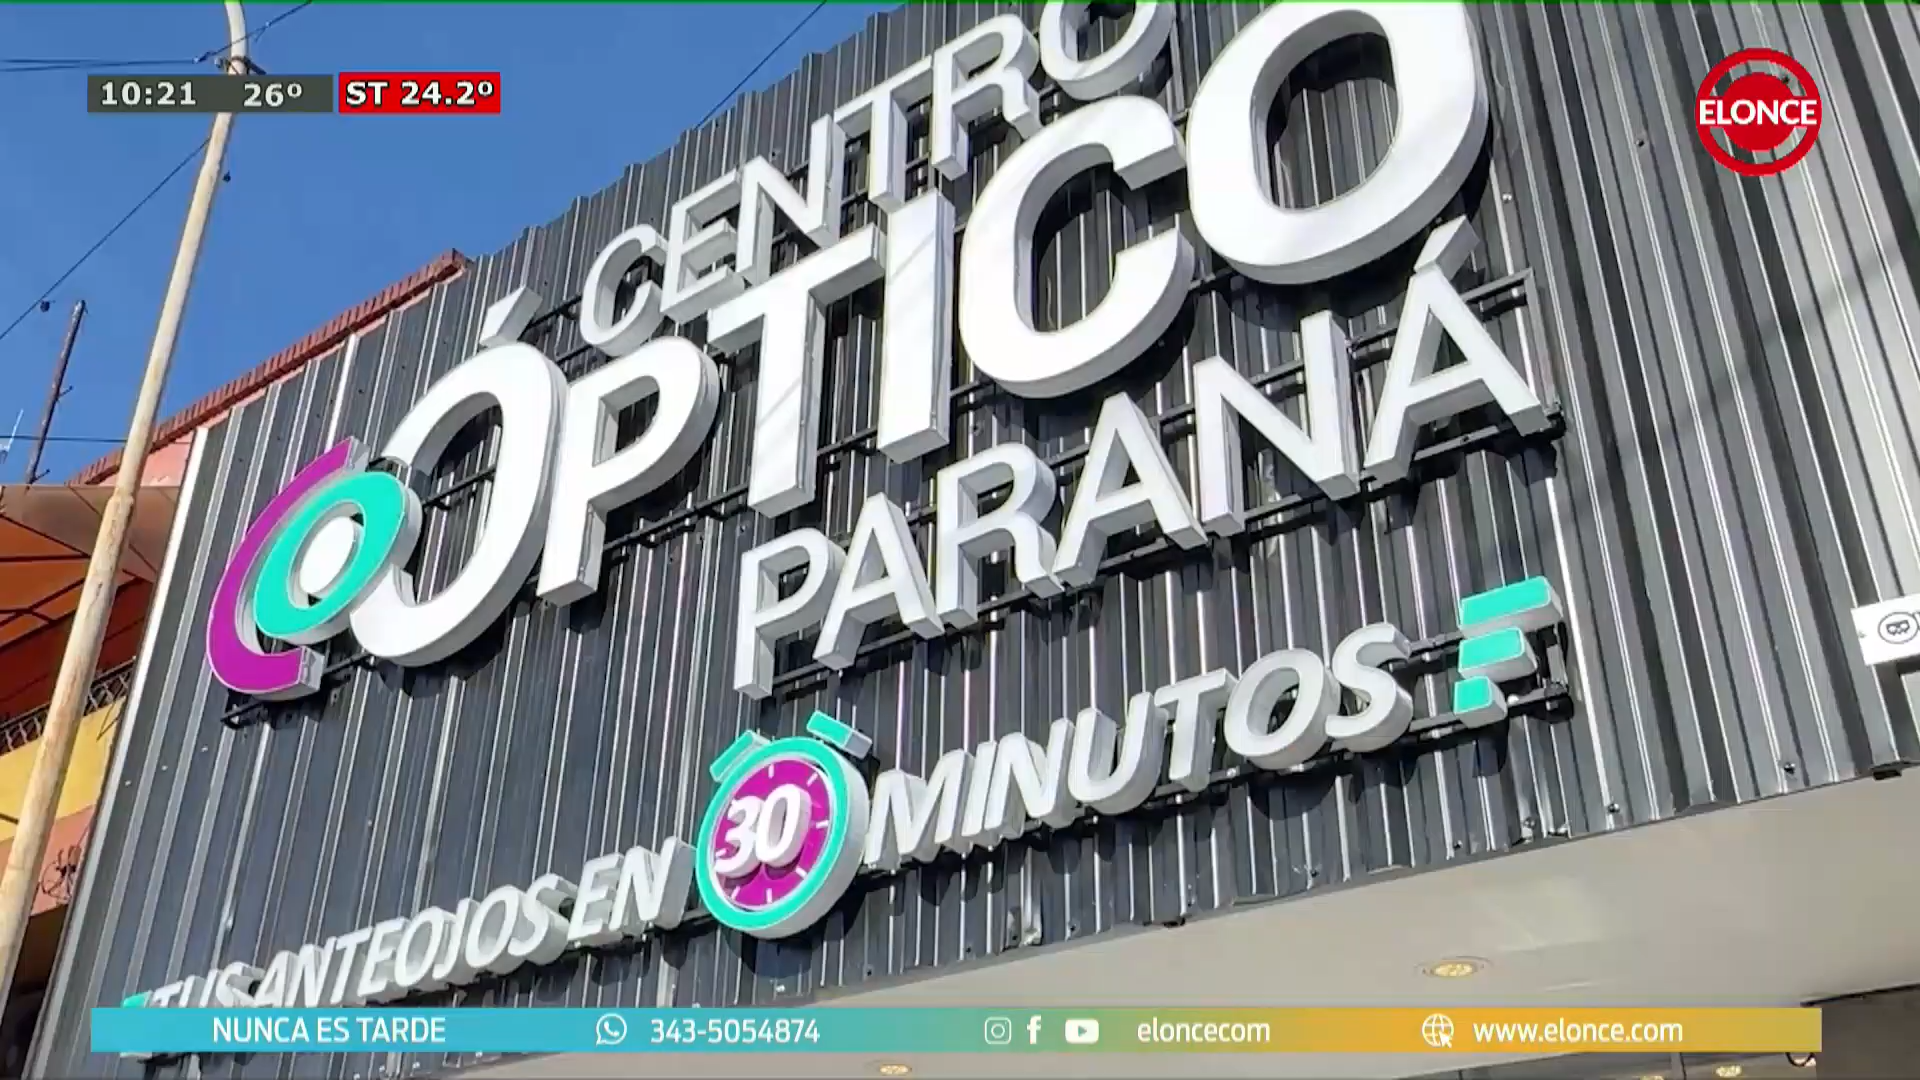 10:21 26º ST 24.2º
ELONCE
CENTRO
ÓPTICO
PARANÁ
TUS ANTEOJOS EN 30 MINUTOS
NUNCA ES TARDE 343-5054874 eloncecom www.elonce.com